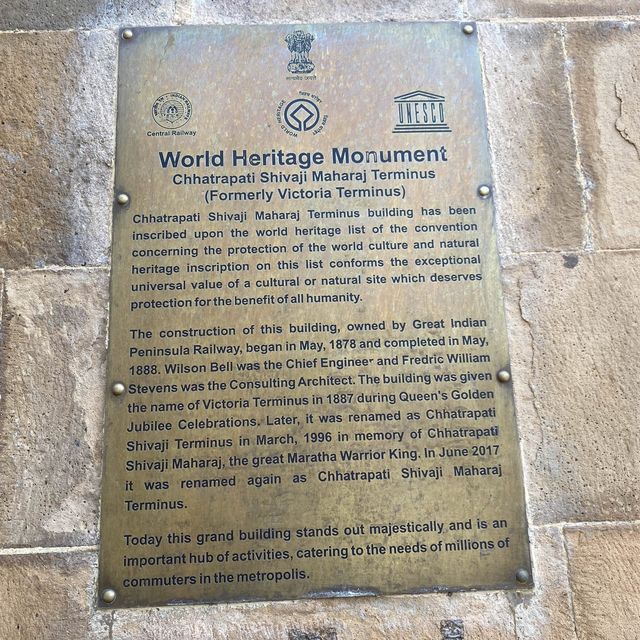 सत्यमेव जयते
Central Railway
WORLD HERITAGE
UNESCO
World Heritage Monument
Chhatrapati Shivaji Maharaj Terminus
(Formerly Victoria Terminus)
Chhatrapati Shivaji Maharaj Terminus building has been
inscribed upon the world heritage list of the convention
concerning the protection of the world culture and natural
heritage inscription on this list conforms the exceptional
universal value of a cultural or natural site which deserves
protection for the benefit of all humanity.
The construction of this building, owned by Great Indian
Peninsula Railway, began in May, 1878 and completed in May,
1888. Wilson Bell was the Chief Engineer and Fredric William
Stevens was the Consulting Architect. The building was given
the name of Victoria Terminus in 1887 during Queen's Golden
Jubilee Celebrations. Later, it was renamed as Chhatrapati
Shivaji Terminus in March, 1996 in memory of Chhatrapati
Shivaji Maharaj, the great Maratha Warrior King. In June 2017
it was renamed again as Chhatrapati Shivaji Maharaj
Terminus.
Today this grand building stands out majestically and is an
important hub of activities, catering to the needs of millions of
commuters in the metropolis.